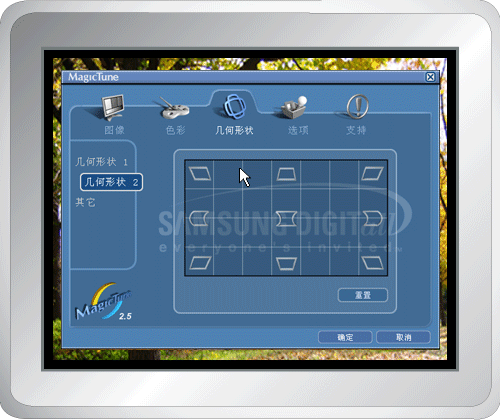 MagicTune
图像 色彩 几何形状 选项 支持
几何形状 1
几何形状 2
其它
SAMSUNG DIGITall
everyone's invited™
重置
MagicTune
2.5
确定 取消